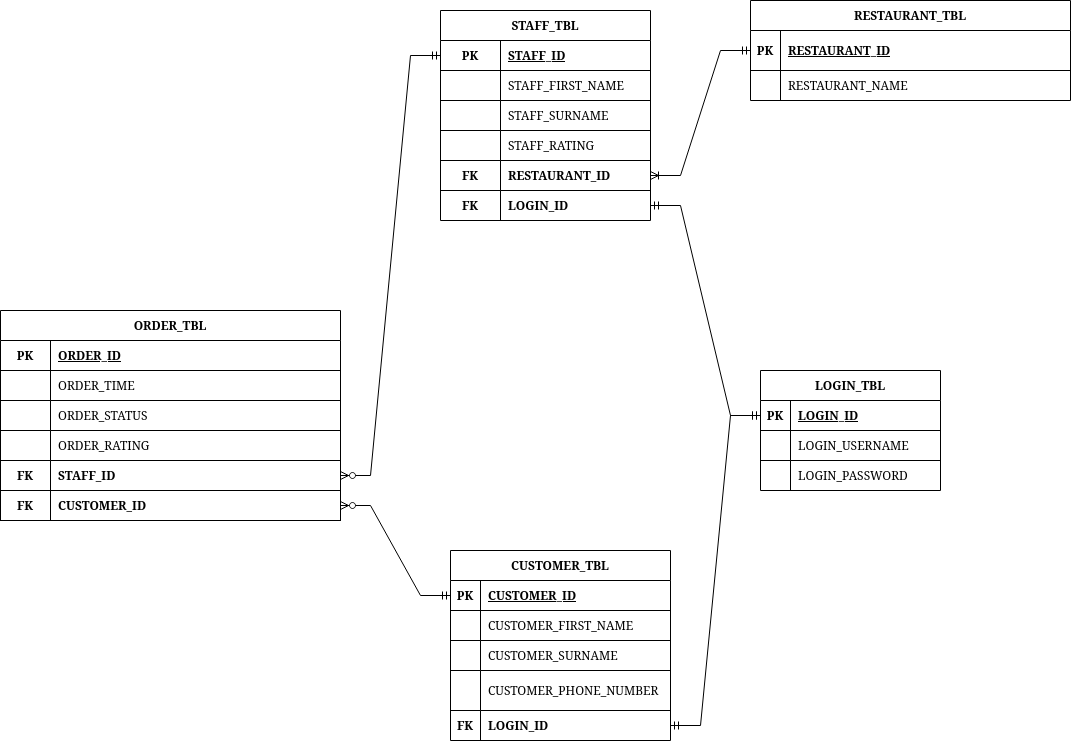 STAFF_TBL
PK STAFF_ID
STAFF_FIRST_NAME
STAFF_SURNAME
STAFF_RATING
FK RESTAURANT_ID
FK LOGIN_ID
RESTAURANT_TBL
PK RESTAURANT_ID
RESTAURANT_NAME
ORDER_TBL
PK ORDER_ID
ORDER_TIME
ORDER_STATUS
ORDER_RATING
FK STAFF_ID
FK CUSTOMER_ID
LOGIN_TBL
PK LOGIN_ID
LOGIN_USERNAME
LOGIN_PASSWORD
CUSTOMER_TBL
PK CUSTOMER_ID
CUSTOMER_FIRST_NAME
CUSTOMER_SURNAME
CUSTOMER_PHONE_NUMBER
FK LOGIN_ID